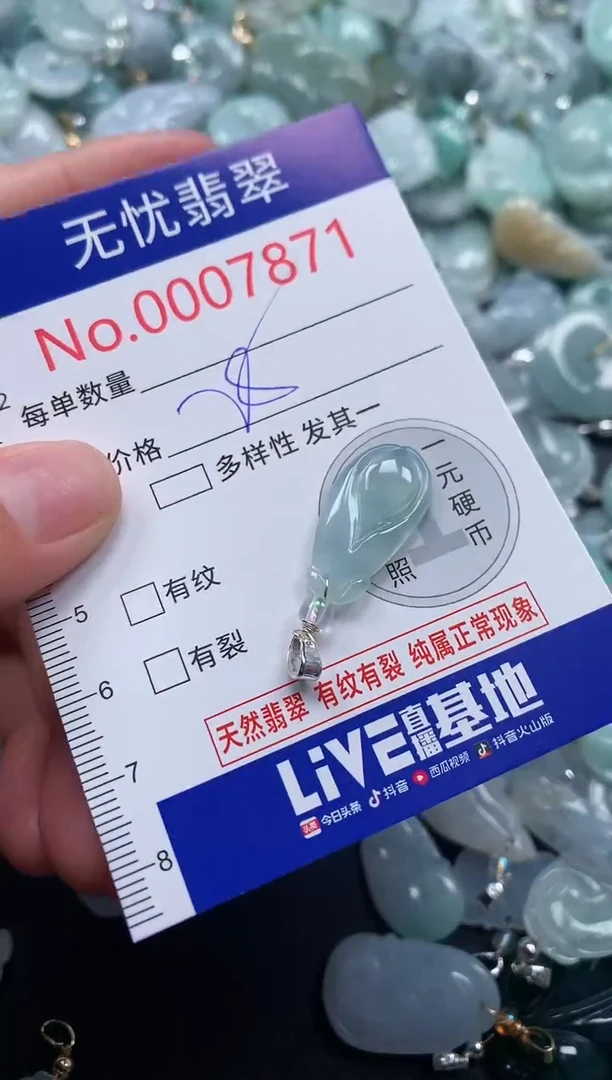 无忧翡翠
No.0007871
2
每单数量
价格
多样性 发其一
一元硬币
照
5
有纹
6
有裂
天然翡翠 有纹有裂 纯属正常现象
7
LiVE直播基地
头条 今日头条 抖音 西瓜视频 抖音火山版
8